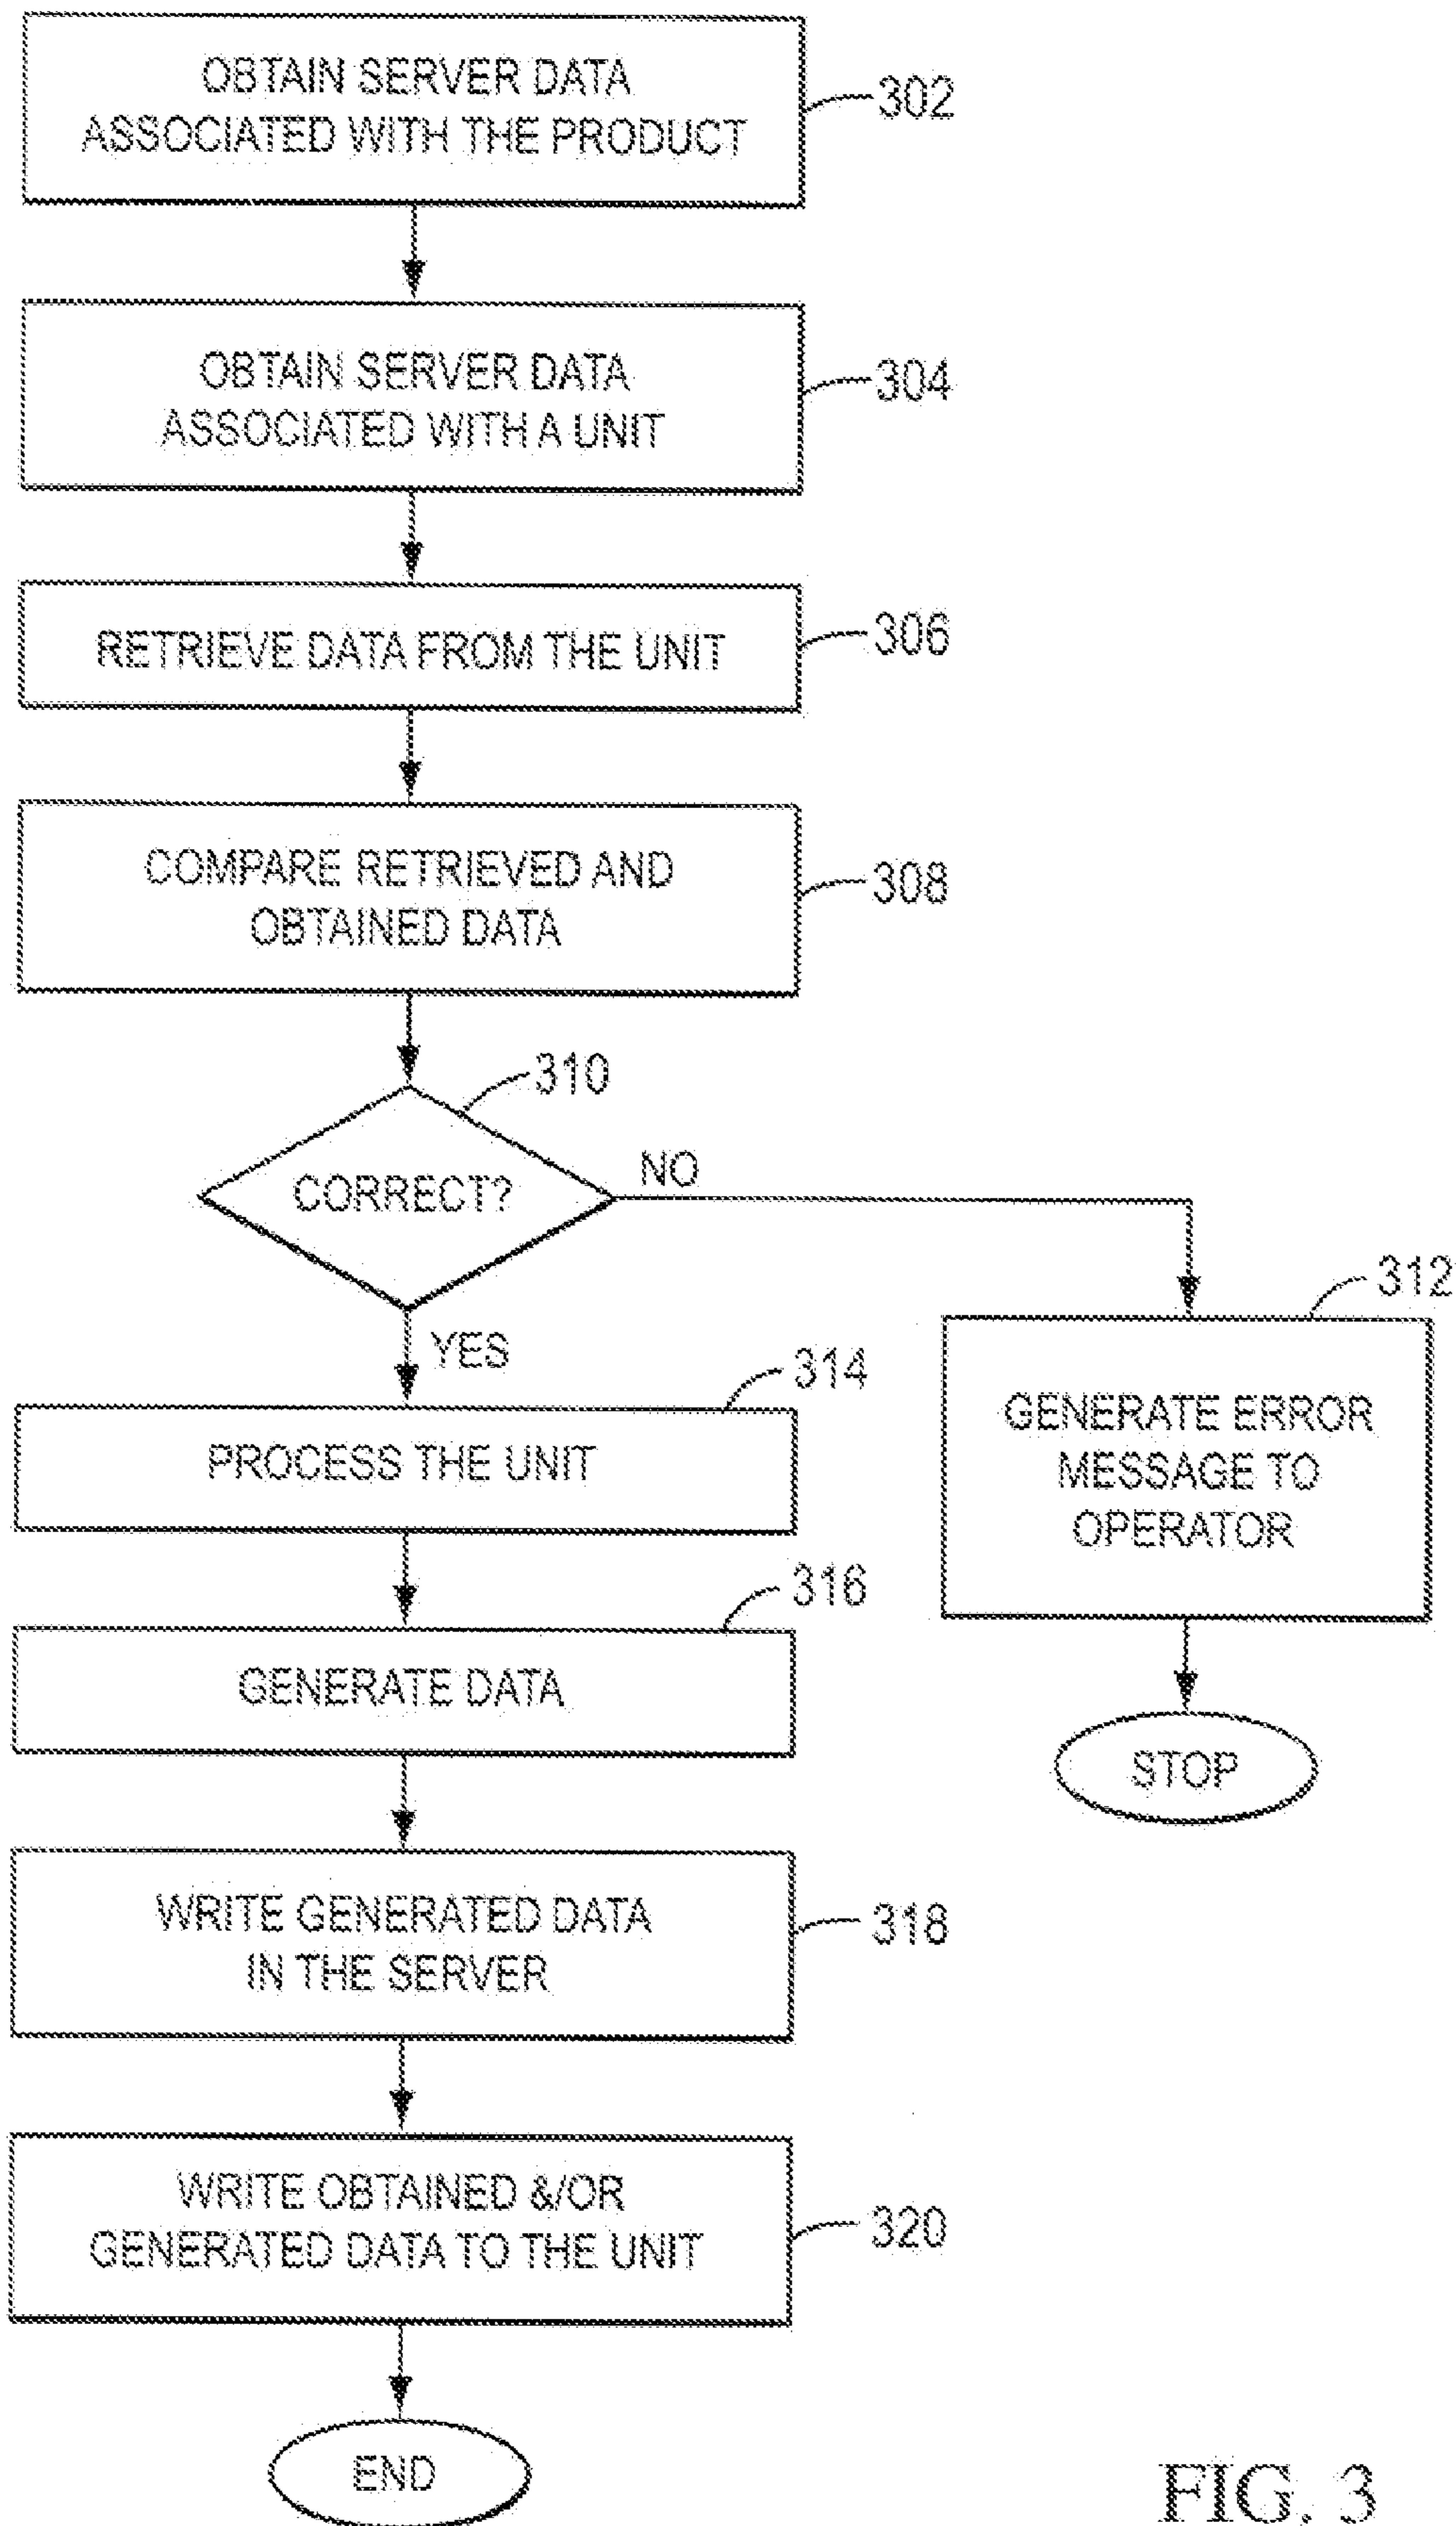 OBTAIN SERVER DATA
ASSOCIATED WITH THE PRODUCT
302
OBTAIN SERVER DATA
ASSOCIATED WITH A UNIT
304
RETRIEVE DATA FROM THE UNIT
306
COMPARE RETRIEVED AND
OBTAINED DATA
308
310
CORRECT?
NO
YES
312
GENERATE ERROR
MESSAGE TO
OPERATOR
STOP
314
PROCESS THE UNIT
316
GENERATE DATA
WRITE GENERATED DATA
IN THE SERVER
318
WRITE OBTAINED &/OR
GENERATED DATA TO THE UNIT
320
END
FIG. 3